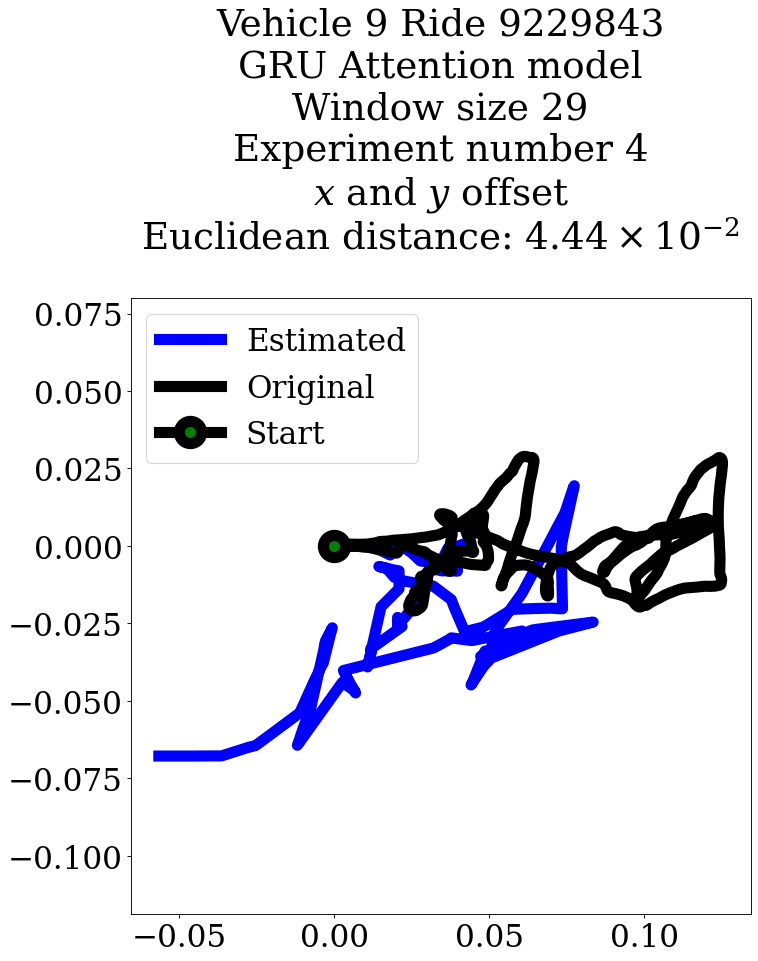 Vehicle 9 Ride 9229843
GRU Attention model
Window size 29
Experiment number 4
x and y offset
Euclidean distance: 4.44 × 10⁻²
Estimated
Original
Start
0.075
0.050
0.025
0.000
−0.025
−0.050
−0.075
−0.100
−0.05 0.00 0.05 0.10